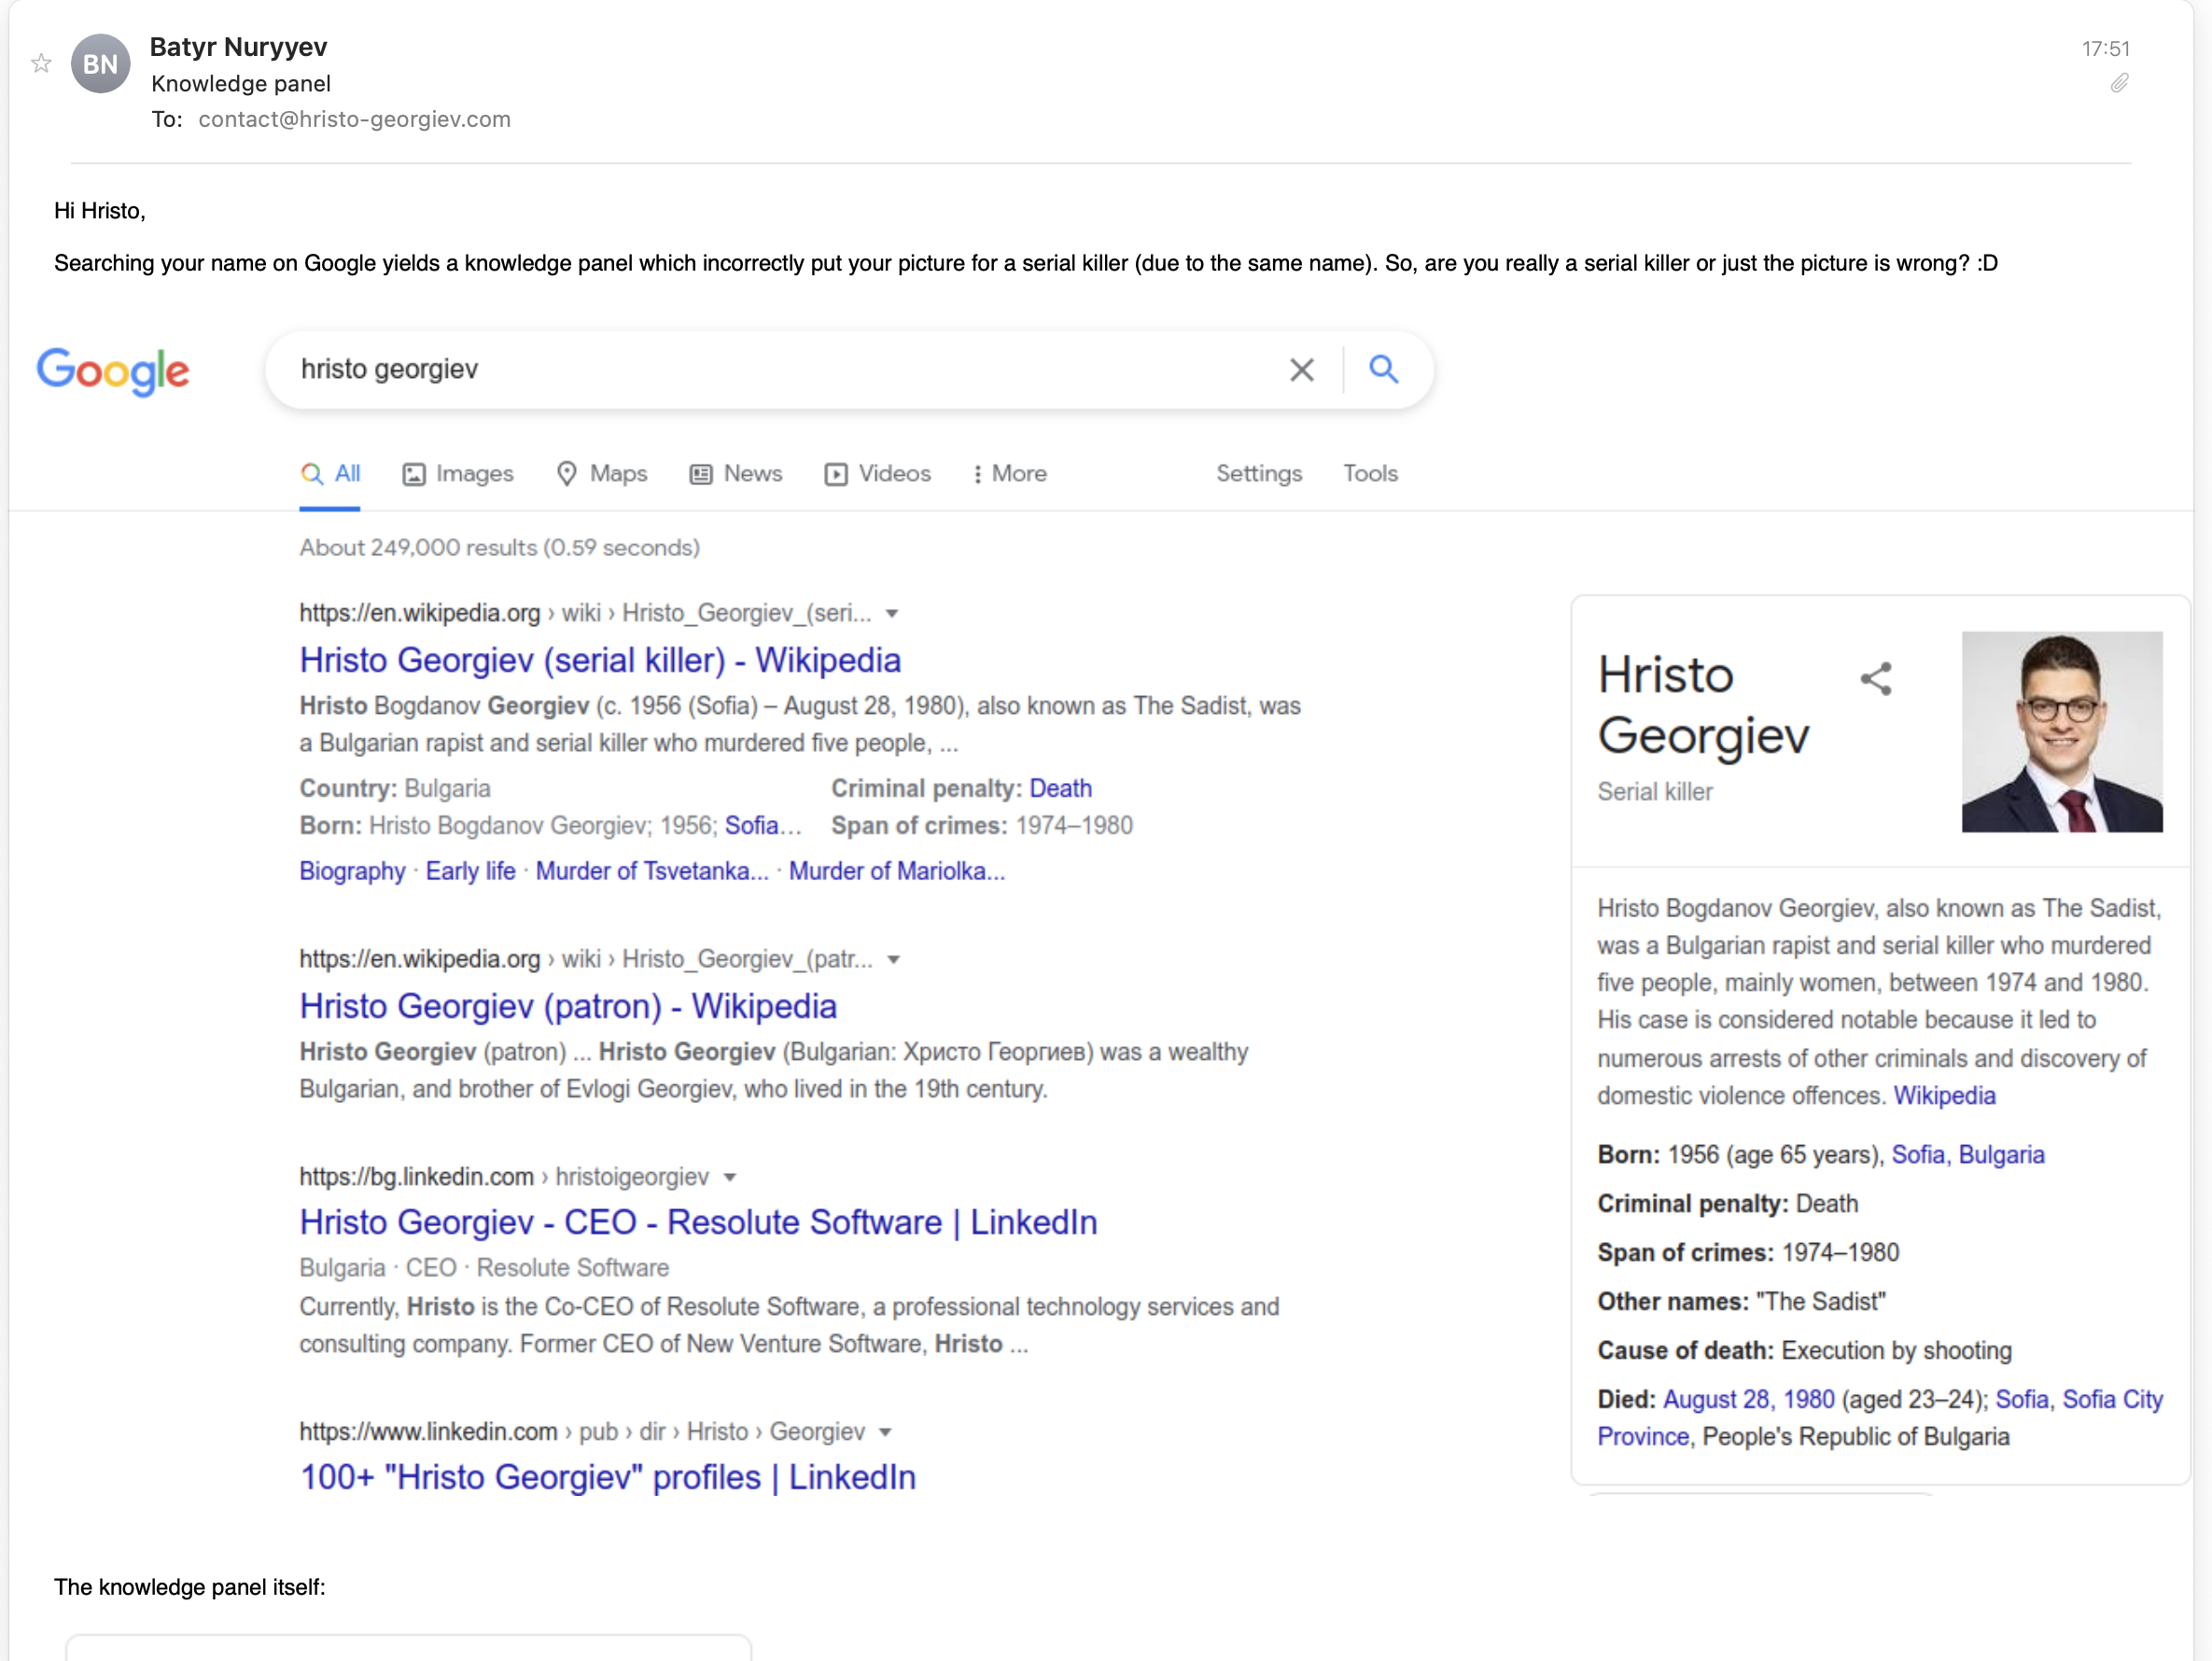 Batyr Nuryyev
17:51
BN
Knowledge panel
To: contact@hristo-georgiev.com
Hi Hristo,
Searching your name on Google yields a knowledge panel which incorrectly put your picture for a serial killer (due to the same name). So, are you really a serial killer or just the picture is wrong? :D
Google
hristo georgiev
All Images Maps News Videos More Settings Tools
About 249,000 results (0.59 seconds)
https://en.wikipedia.org › wiki › Hristo_Georgiev_(seri...
Hristo Georgiev (serial killer) - Wikipedia
Hristo Bogdanov Georgiev (c. 1956 (Sofia) – August 28, 1980), also known as The Sadist, was
a Bulgarian rapist and serial killer who murdered five people, ...
Country: Bulgaria Criminal penalty: Death
Born: Hristo Bogdanov Georgiev; 1956; Sofia... Span of crimes: 1974–1980
Biography · Early life · Murder of Tsvetanka... · Murder of Mariolka...
https://en.wikipedia.org › wiki › Hristo_Georgiev_(patr...
Hristo Georgiev (patron) - Wikipedia
Hristo Georgiev (patron) ... Hristo Georgiev (Bulgarian: Христо Георгиев) was a wealthy
Bulgarian, and brother of Evlogi Georgiev, who lived in the 19th century.
https://bg.linkedin.com › hristoigeorgiev
Hristo Georgiev - CEO - Resolute Software | LinkedIn
Bulgaria · CEO · Resolute Software
Currently, Hristo is the Co-CEO of Resolute Software, a professional technology services and
consulting company. Former CEO of New Venture Software, Hristo ...
https://www.linkedin.com › pub › dir › Hristo › Georgiev
100+ "Hristo Georgiev" profiles | LinkedIn
Hristo
Georgiev
Serial killer
Hristo Bogdanov Georgiev, also known as The Sadist,
was a Bulgarian rapist and serial killer who murdered
five people, mainly women, between 1974 and 1980.
His case is considered notable because it led to
numerous arrests of other criminals and discovery of
domestic violence offences. Wikipedia
Born: 1956 (age 65 years), Sofia, Bulgaria
Criminal penalty: Death
Span of crimes: 1974–1980
Other names: "The Sadist"
Cause of death: Execution by shooting
Died: August 28, 1980 (aged 23–24); Sofia, Sofia City
Province, People's Republic of Bulgaria
The knowledge panel itself: